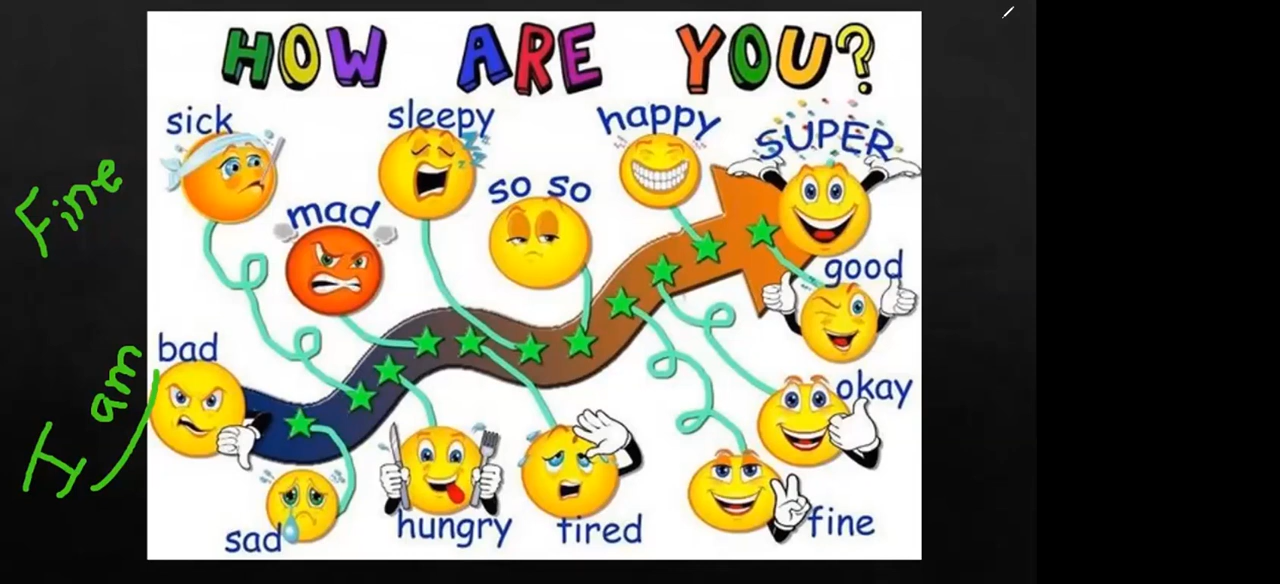 HOW ARE YOU?
sick
sleepy
happy
SUPER
Fine
mad
so so
good
bad
I am
okay
sad
hungry
tired
fine